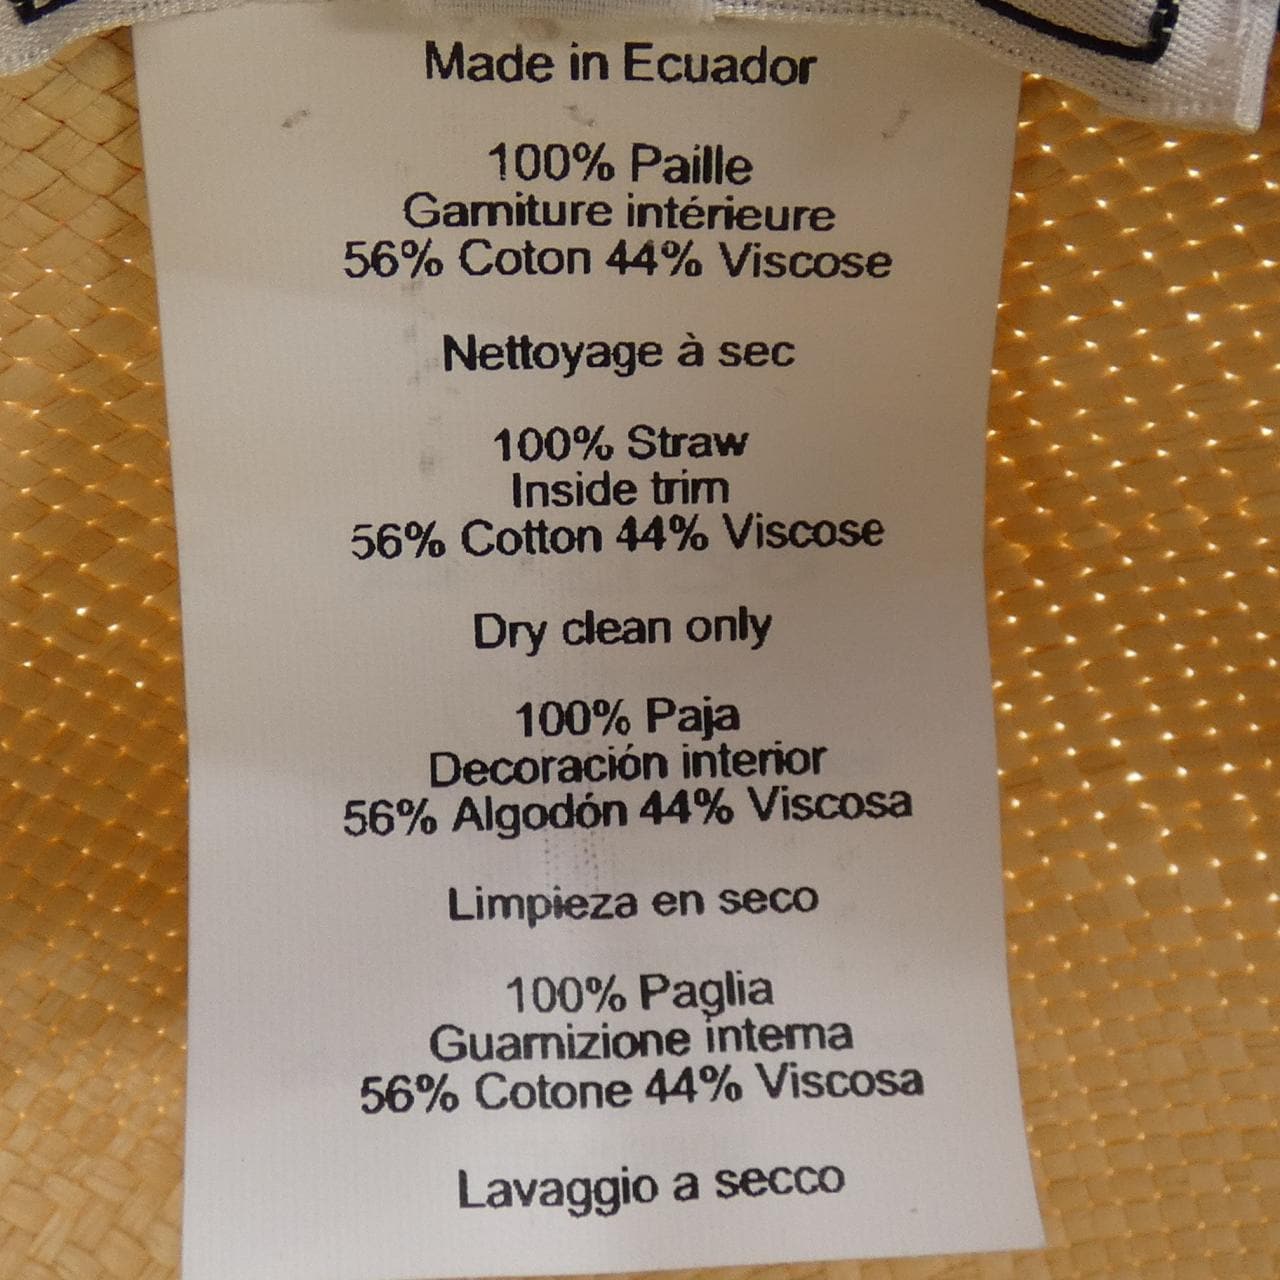 Made in Ecuador
100% Paille
Garniture intérieure
56% Coton 44% Viscose
Nettoyage à sec
100% Straw
Inside trim
56% Cotton 44% Viscose
Dry clean only
100% Paja
Decoración interior
56% Algodón 44% Viscosa
Limpieza en seco
100% Paglia
Guarnizione interna
56% Cotone 44% Viscosa
Lavaggio a secco